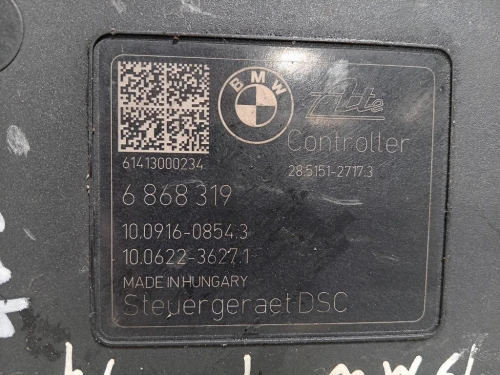 BMW
Ate
Controller
61413000234
28.5151-2717.3
6 868 319
10.0916-0854.3
10.0622-3627.1
MADE IN HUNGARY
Steuergeraet DSC